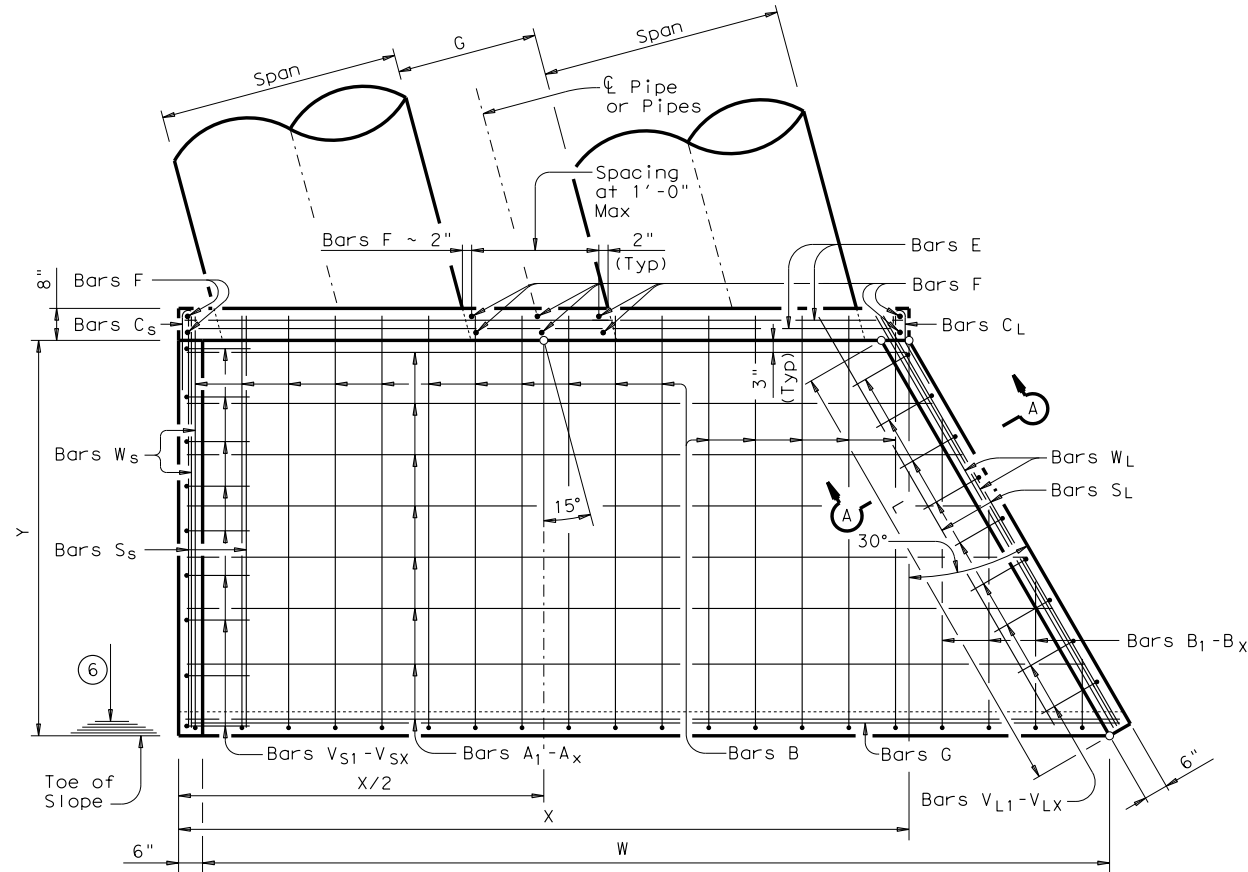 Span
G
Span
℄ Pipe
or Pipes
Spacing
at 1'-0"
Max
Bars F ~ 2"
2"
(Typ)
Bars E
8"
Bars F
Bars F
Bars Cs
Bars CL
3"
(Typ)
A
Bars Ws
Bars WL
Bars SL
L
A
15°
30°
Y
Bars Ss
Bars B1-BX
6
Bars VS1-VSX
Bars A1-Ax
Bars B
Bars G
6"
Toe of
Slope
X/2
Bars VL1-VLX
X
6"
W